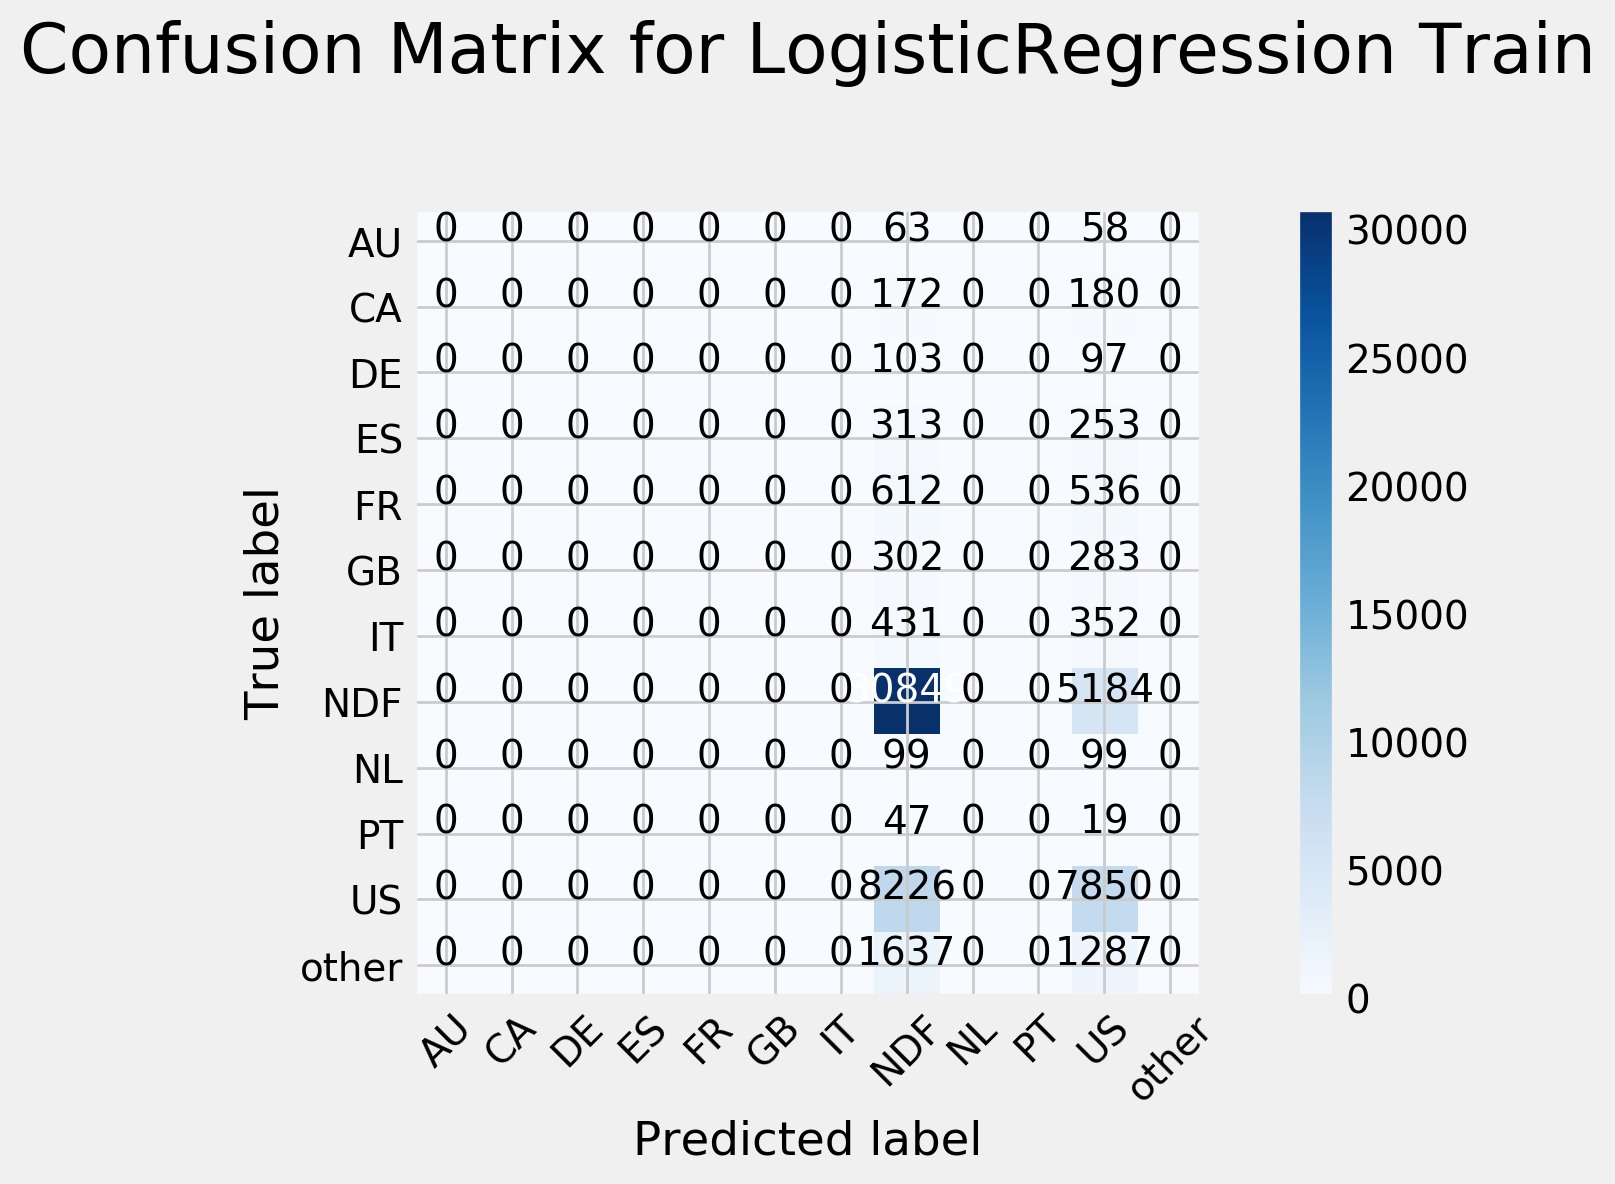 Confusion Matrix for LogisticRegression Train
True label
AU 0 0 0 0 0 0 0 63 0 0 58 0
CA 0 0 0 0 0 0 0 172 0 0 180 0
DE 0 0 0 0 0 0 0 103 0 0 97 0
ES 0 0 0 0 0 0 0 313 0 0 253 0
FR 0 0 0 0 0 0 0 612 0 0 536 0
GB 0 0 0 0 0 0 0 302 0 0 283 0
IT 0 0 0 0 0 0 0 431 0 0 352 0
NDF 0 0 0 0 0 0 0 0 0 5184 0
NL 0 0 0 0 0 0 0 99 0 0 99 0
PT 0 0 0 0 0 0 0 47 0 0 19 0
US 0 0 0 0 0 0 0 8226 0 0 7850 0
other 0 0 0 0 0 0 0 1637 0 0 1287 0
AU CA DE ES FR GB IT NDF NL PT US other
Predicted label
30000
25000
20000
15000
10000
5000
0